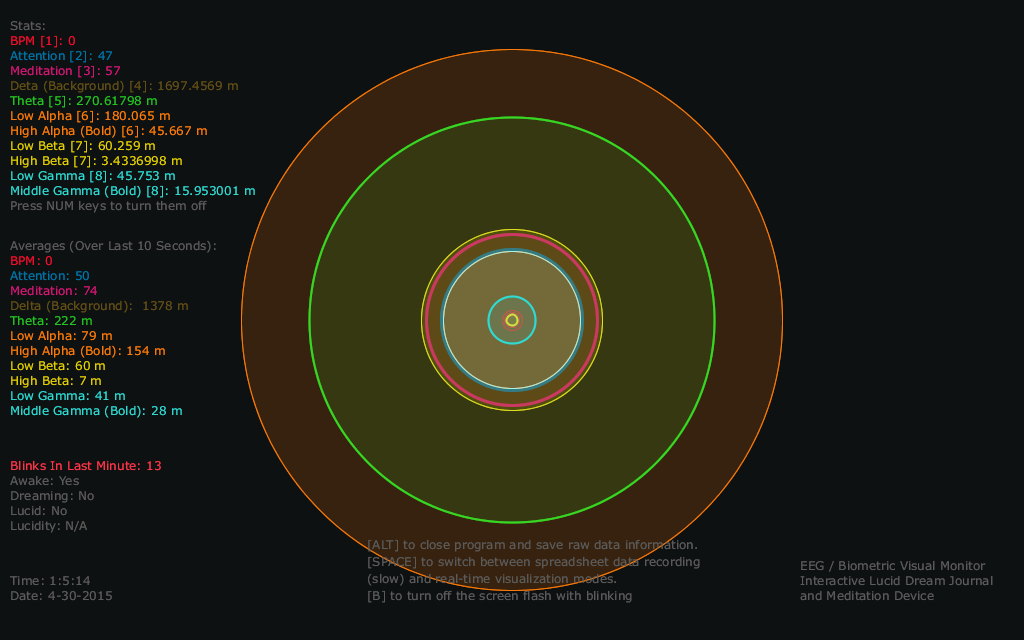 Stats:
BPM [1]: 0
Attention [2]: 47
Meditation [3]: 57
Deta (Background) [4]: 1697.4569 m
Theta [5]: 270.61798 m
Low Alpha [6]: 180.065 m
High Alpha (Bold) [6]: 45.667 m
Low Beta [7]: 60.259 m
High Beta [7]: 3.4336998 m
Low Gamma [8]: 45.753 m
Middle Gamma (Bold) [8]: 15.953001 m
Press NUM keys to turn them off
Averages (Over Last 10 Seconds):
BPM: 0
Attention: 50
Meditation: 74
Delta (Background):  1378 m
Theta: 222 m
Low Alpha: 79 m
High Alpha (Bold): 154 m
Low Beta: 60 m
High Beta: 7 m
Low Gamma: 41 m
Middle Gamma (Bold): 28 m
Blinks In Last Minute: 13
Awake: Yes
Dreaming: No
Lucid: No
Lucidity: N/A
Time: 1:5:14
Date: 4-30-2015
[ALT] to close program and save raw data information.
[SPACE] to switch between spreadsheet data recording
(slow) and real-time visualization modes.
[B] to turn off the screen flash with blinking
EEG / Biometric Visual Monitor
Interactive Lucid Dream Journal
and Meditation Device